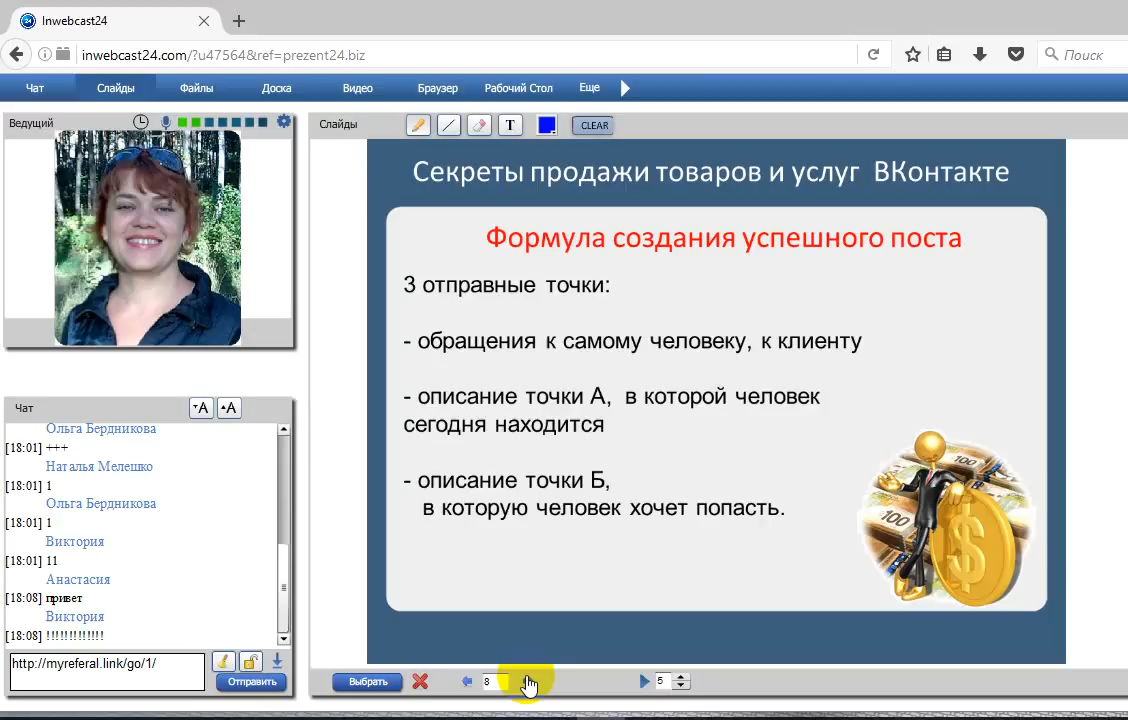 Inwebcast24
inwebcast24.com/?u47564&ref=prezent24.biz
Поиск
Чат Слайды Файлы Доска Видео Браузер Рабочий Стол Еще
Ведущий
Слайды
T
CLEAR
Секреты продажи товаров и услуг ВКонтакте
Формула создания успешного поста
3 отправные точки:
- обращения к самому человеку, к клиенту
- описание точки А, в которой человек
сегодня находится
- описание точки Б,
в которую человек хочет попасть.
100
100
$
Чат
A A
Ольга Бердникова
[18:01] +++
Наталья Мелешко
[18:01] 1
Ольга Бердникова
[18:01] 1
Виктория
[18:01] 11
Анастасия
[18:08] привет
Виктория
[18:08] !!!!!!!!!!!!!
http://myreferal.link/go/1/
Отправить
Выбрать
8
5